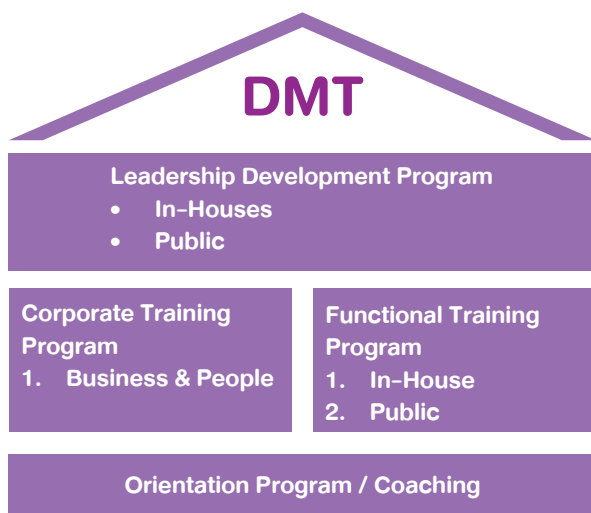 DMT
Leadership Development Program
• In-Houses
• Public
Corporate Training
Program
1. Business & People
Functional Training
Program
1. In-House
2. Public
Orientation Program / Coaching